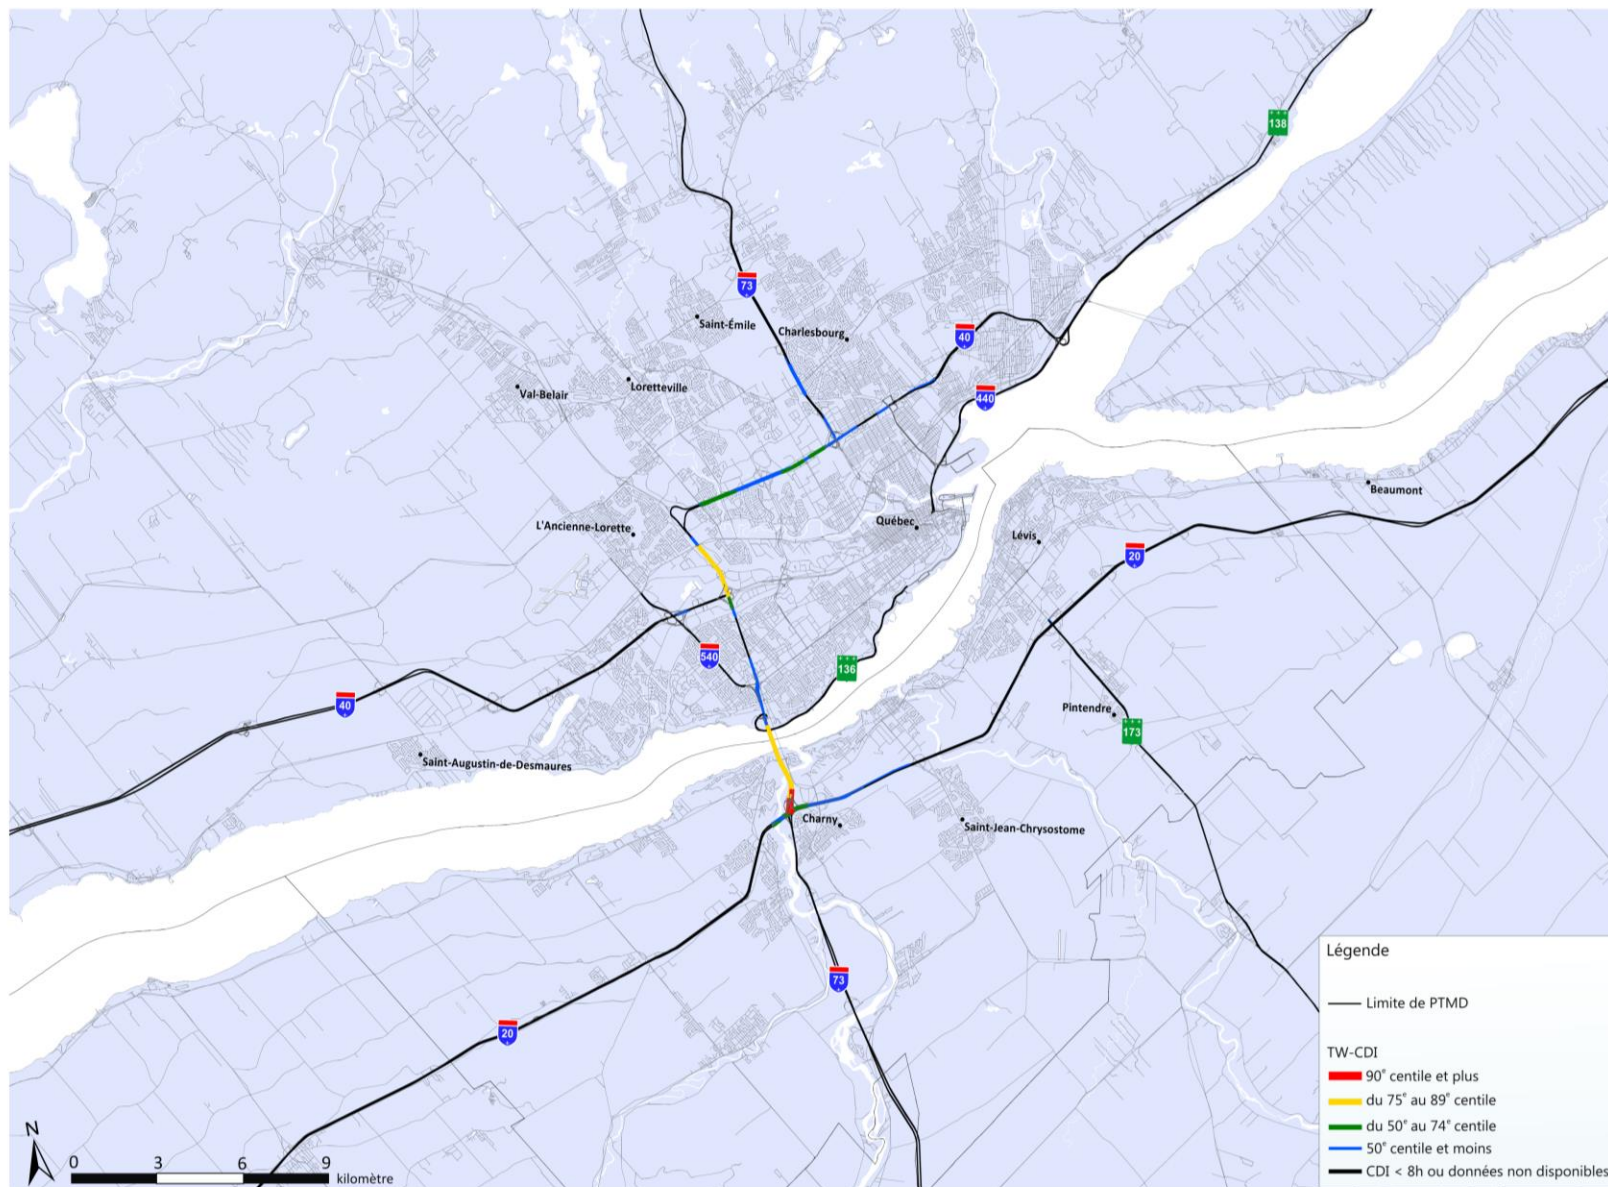 138
73
Saint-Émile
Charlesbourg
40
Val-Belair
Loretteville
440
Beaumont
L'Ancienne-Lorette
Québec
Lévis
20
540
136
40
Pintendre
173
Saint-Augustin-de-Desmaures
Charny
Saint-Jean-Chrysostome
73
20
Légende
Limite de PTMD
TW-CDI
90e centile et plus
du 75e au 89e centile
du 50e au 74e centile
50e centile et moins
CDI < 8h ou données non disponibles
N
0 3 6 9
kilomètre